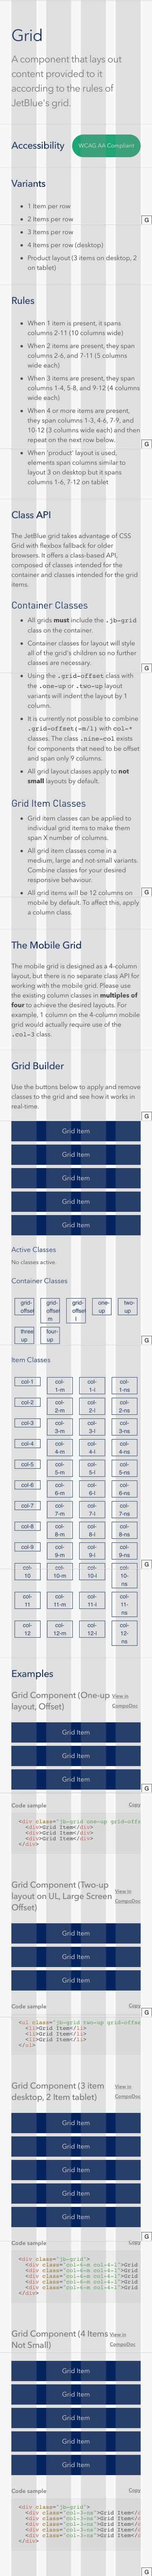 Grid
A component that lays out
content provided to it
according to the rules of
JetBlue's grid.
Accessibility
WCAG AA Compliant
Variants
1 Item per row
2 Items per row
G
3 Items per row
4 Items per row (desktop)
Product layout (3 items on desktop, 2
on tablet)
Rules
When 1 item is present, it spans
columns 2-11 (10 columns wide)
When 2 items are present, they span
columns 2-6, and 7-11 (5 columns
wide each)
When 3 items are present, they span
columns 1-4, 5-8, and 9-12 (4 columns
wide each)
When 4 or more items are present,
they span columns 1-3, 4-6, 7-9, and
10-12 (3 columns wide each) and then
repeat on the next row below.
G
When 'product' layout is used,
elements span columns similar to
layout 3 on desktop but it spans
columns 1-6, 7-12 on tablet
Class API
The JetBlue grid takes advantage of CSS
Grid with flexbox fallback for older
browsers. It offers a class-based API,
composed of classes intended for the
container and classes intended for the grid
items.
Container Classes
All grids must include the .jb-grid
class on the container.
Container classes for layout will style
all of the grid's children so no further
classes are necessary.
G
Using the .grid-offset class with
the .one-up or .two-up layout
variants will indent the layout by 1
column.
It is currently not possible to combine
.grid-offset(-m/l) with col-*
classes. The class .nine-col exists
for layouts that need to be offset
and span only 9 columns.
All grid layout classes apply to not
small layouts by default.
Grid Item Classes
Grid item classes can be applied to
individual grid items to make them
span X number of columns.
All grid element classes come in a
medium, large and not-small variants.
Combine classes for your desired
responsive behaviour.
G
All grid items will be 12 columns on
mobile by default. To affect this, apply
a column class.
The Mobile Grid
The mobile grid is designed as a 4-column
layout, but there is no separate class API for
working with the mobile grid. Please use
the existing column classes in multiples of
four to achieve the desired layouts. For
example, 1 column on the 4-column mobile
grid would actually require use of the
.col-3 class.
Grid Builder
Use the buttons below to apply and remove
classes to the grid and see how it works in
real-time.
G
Grid Item
Grid Item
Grid Item
Grid Item
Grid Item
Active Classes
No classes active.
Container Classes
grid-offset
grid-offset-m
grid-offset-l
one-up
two-up
three-up
four-up
G
Item Classes
col-1 col-1-m col-1-l col-1-ns
col-2 col-2-m col-2-l col-2-ns
col-3 col-3-m col-3-l col-3-ns
col-4 col-4-m col-4-l col-4-ns
col-5 col-5-m col-5-l col-5-ns
col-6 col-6-m col-6-l col-6-ns
col-7 col-7-m col-7-l col-7-ns
col-8 col-8-m col-8-l col-8-ns
col-9 col-9-m col-9-l col-9-ns
G
col-10 col-10-m col-10-l col-10-ns
col-11 col-11-m col-11-l col-11-ns
col-12 col-12-m col-12-l col-12-ns
Examples
Grid Component (One-up
layout, Offset)
View in
CompoDoc
Grid Item
Grid Item
Grid Item
G
Code sample
Copy
<div class="jb-grid one-up grid-offs
<div>Grid Item</div>
<div>Grid Item</div>
<div>Grid Item</div>
</div>
Grid Component (Two-up
layout on UL, Large Screen
Offset)
View in
CompoDoc
Grid Item
Grid Item
Grid Item
Code sample
Copy
G
<ul class="jb-grid two-up grid-offse
<li>Grid Item</li>
<li>Grid Item</li>
<li>Grid Item</li>
</ul>
Grid Component (3 item
desktop, 2 Item tablet)
View in
CompoDoc
Grid Item
Grid Item
Grid Item
Grid Item
Grid Item
G
Code sample
Copy
<div class="jb-grid">
<div class="col-6-m col-4-l">Grid
<div class="col-6-m col-4-l">Grid
<div class="col-6-m col-4-l">Grid
<div class="col-6-m col-4-l">Grid
<div class="col-6-m col-4-l">Grid
</div>
Grid Component (4 Items
Not Small)
View in
CompoDoc
Grid Item
Grid Item
Grid Item
Grid Item
Grid Item
G
Code sample
Copy
<div class="jb-grid">
<div class="col-3-ns">Grid Item</
<div class="col-3-ns">Grid Item</
<div class="col-3-ns">Grid Item</
<div class="col-3-ns">Grid Item</
<div class="col-3-ns">Grid Item</
</div>
G